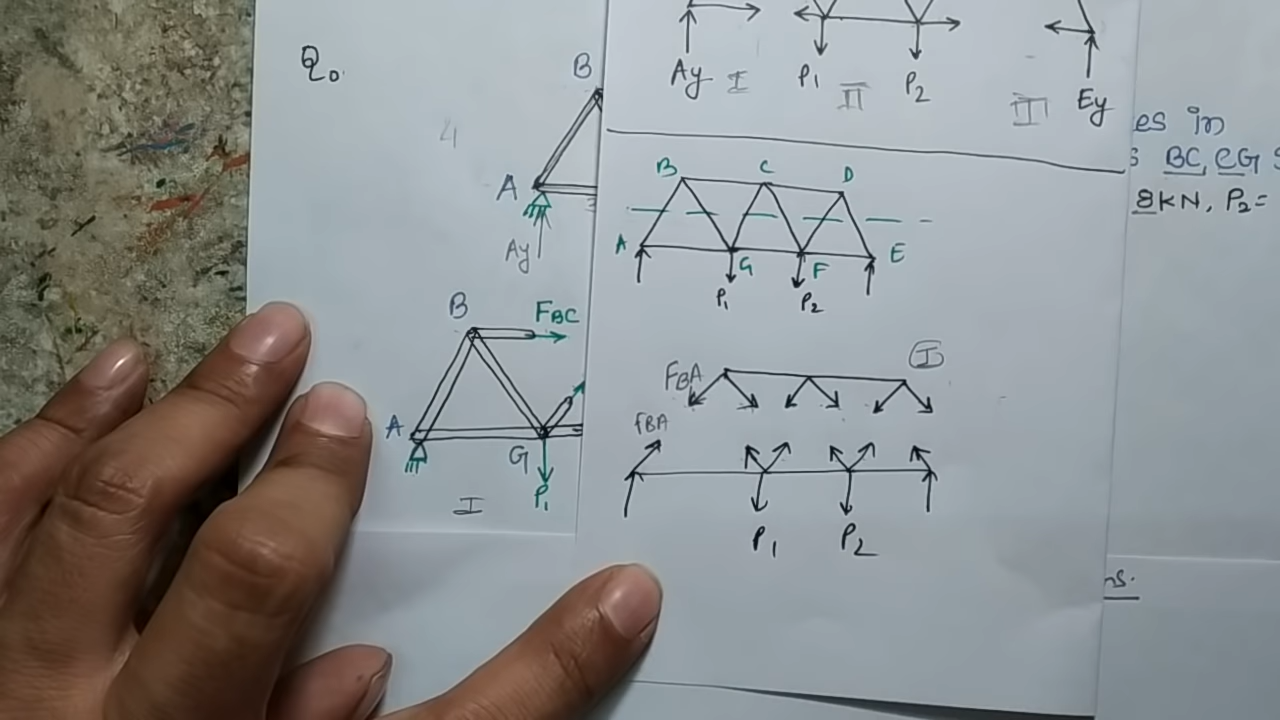 Q.
4
B
A
Ay
B
FBC
A
G
P1
I
Ay I P1 II P2 III Ey
B C D
A G F E
P1 P2
I
FBA
FBA
P1 P2
es in
BC, CG
8KN, P2=
ns.